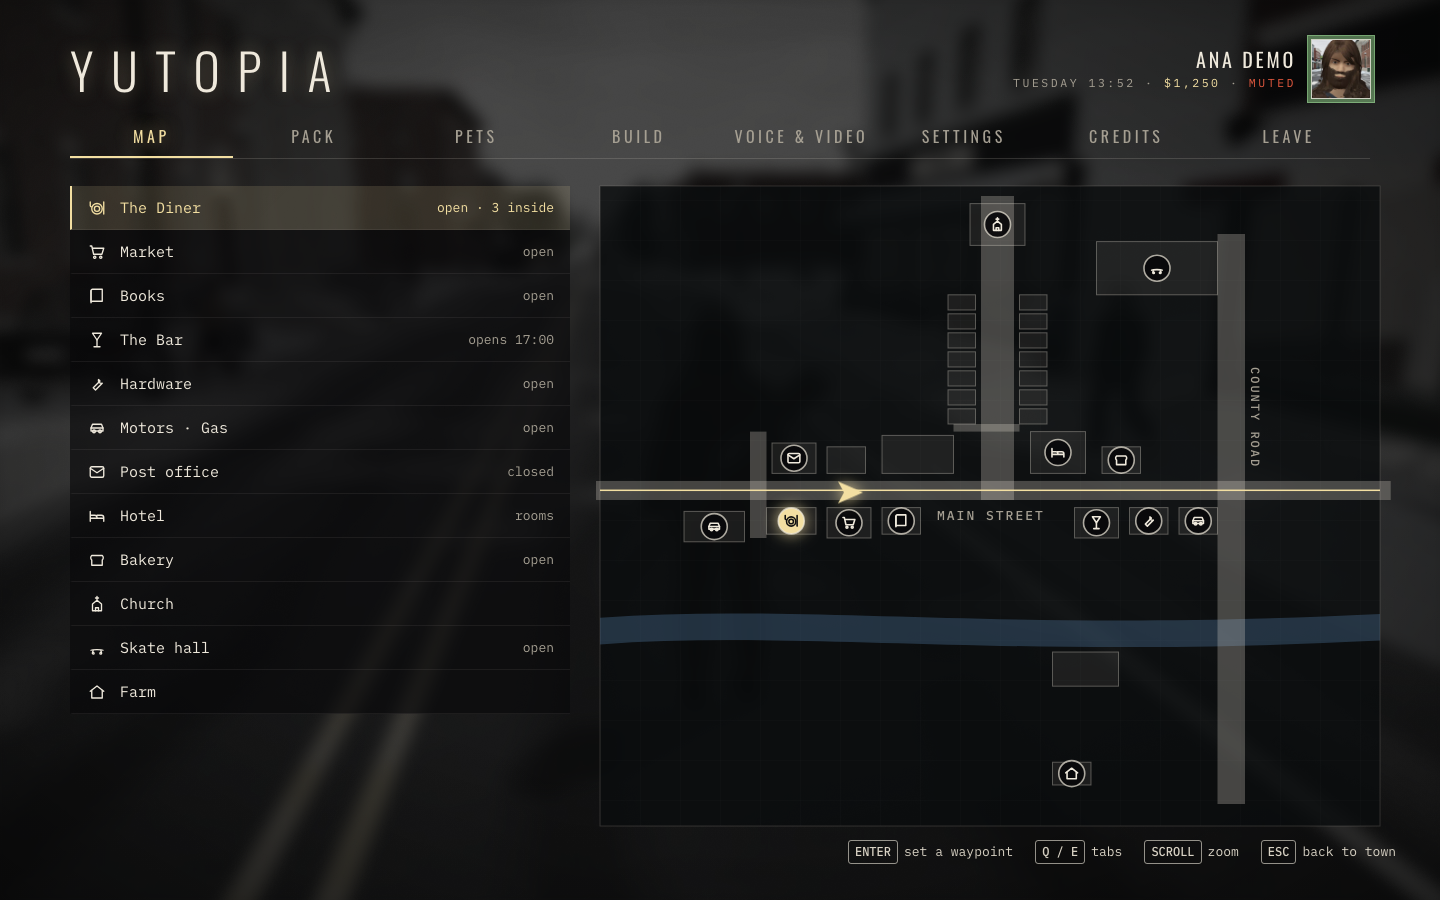 YUTOPIA
ANA DEMO
TUESDAY 13:52 · $1,250 · MUTED
MAP PACK PETS BUILD VOICE & VIDEO SETTINGS CREDITS LEAVE
The Diner open · 3 inside
Market open
Books open
The Bar opens 17:00
Hardware open
Motors · Gas open
Post office closed
Hotel rooms
Bakery open
Church
Skate hall open
Farm
COUNTY ROAD
MAIN STREET
ENTER set a waypoint Q / E tabs SCROLL zoom ESC back to town